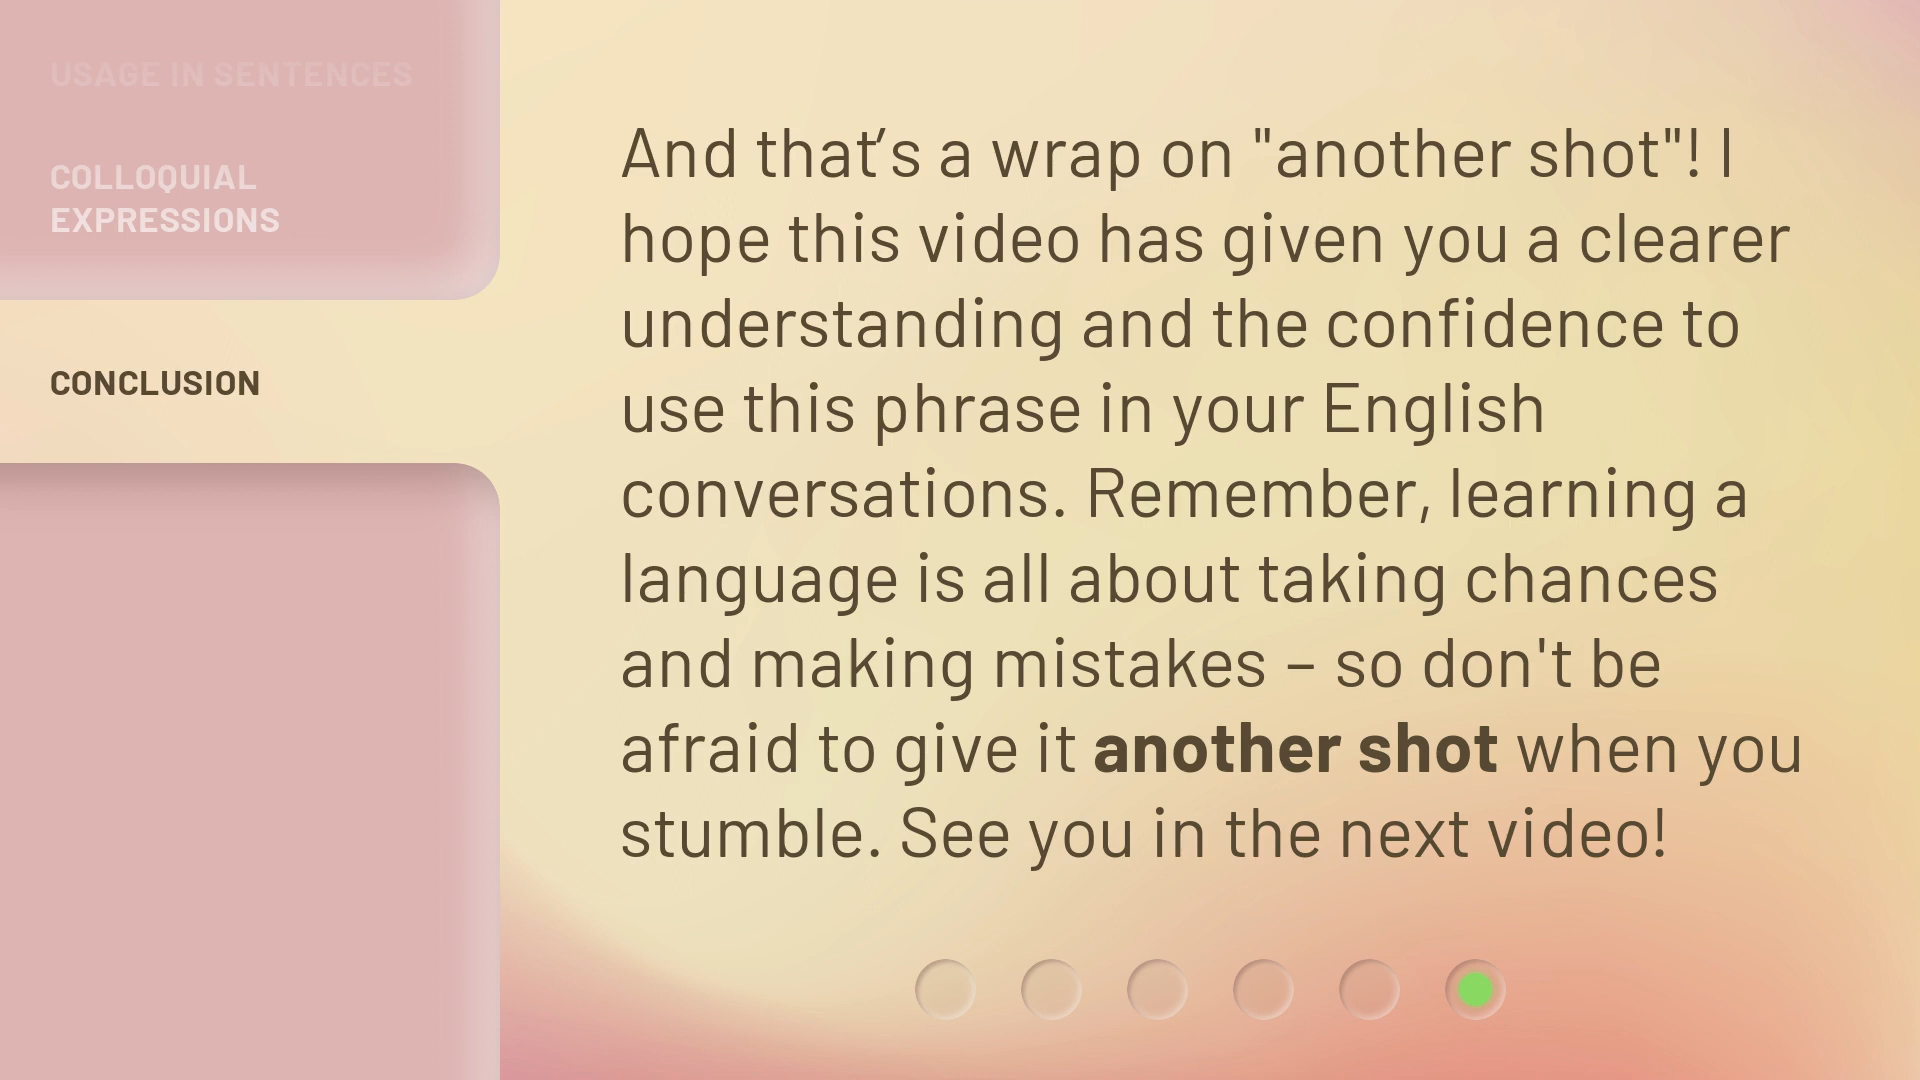 USAGE IN SENTENCES
COLLOQUIAL
EXPRESSIONS
CONCLUSION
And that’s a wrap on "another shot"! I
hope this video has given you a clearer
understanding and the confidence to
use this phrase in your English
conversations. Remember, learning a
language is all about taking chances
and making mistakes – so don't be
afraid to give it another shot when you
stumble. See you in the next video!